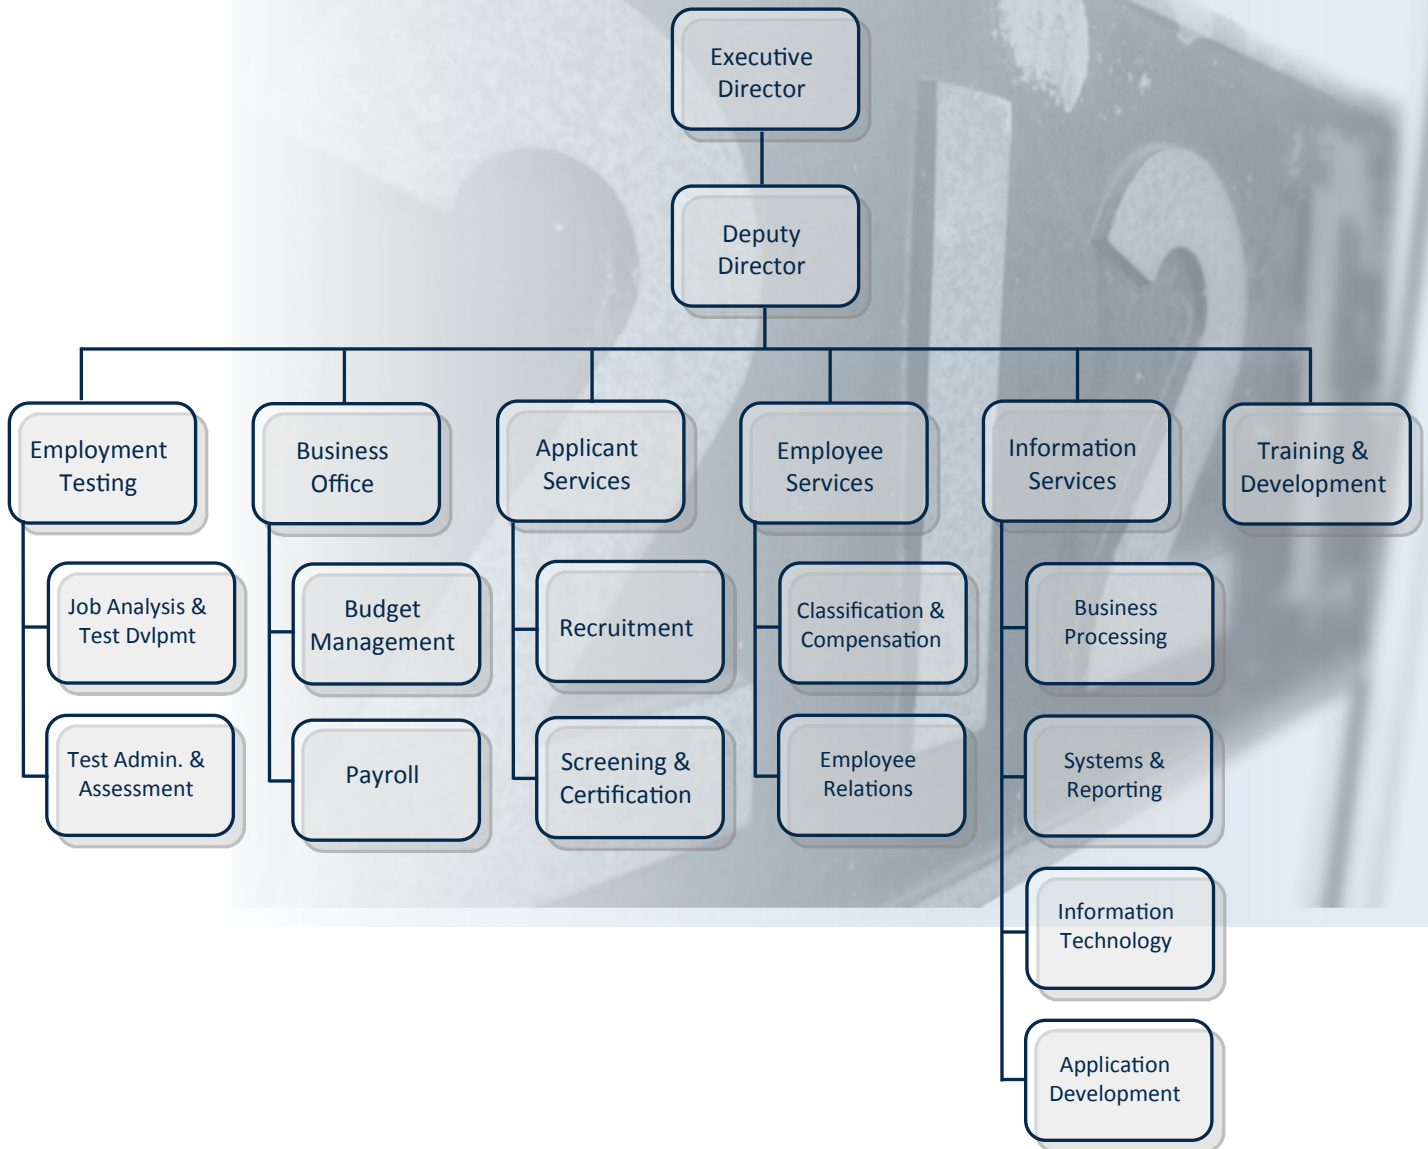 Executive
Director
Deputy
Director
Employment
Testing
Business
Office
Applicant
Services
Employee
Services
Information
Services
Training &
Development
Job Analysis &
Test Dvlpmt
Budget
Management
Recruitment
Classification &
Compensation
Business
Processing
Test Admin. &
Assessment
Payroll
Screening &
Certification
Employee
Relations
Systems &
Reporting
Information
Technology
Application
Development